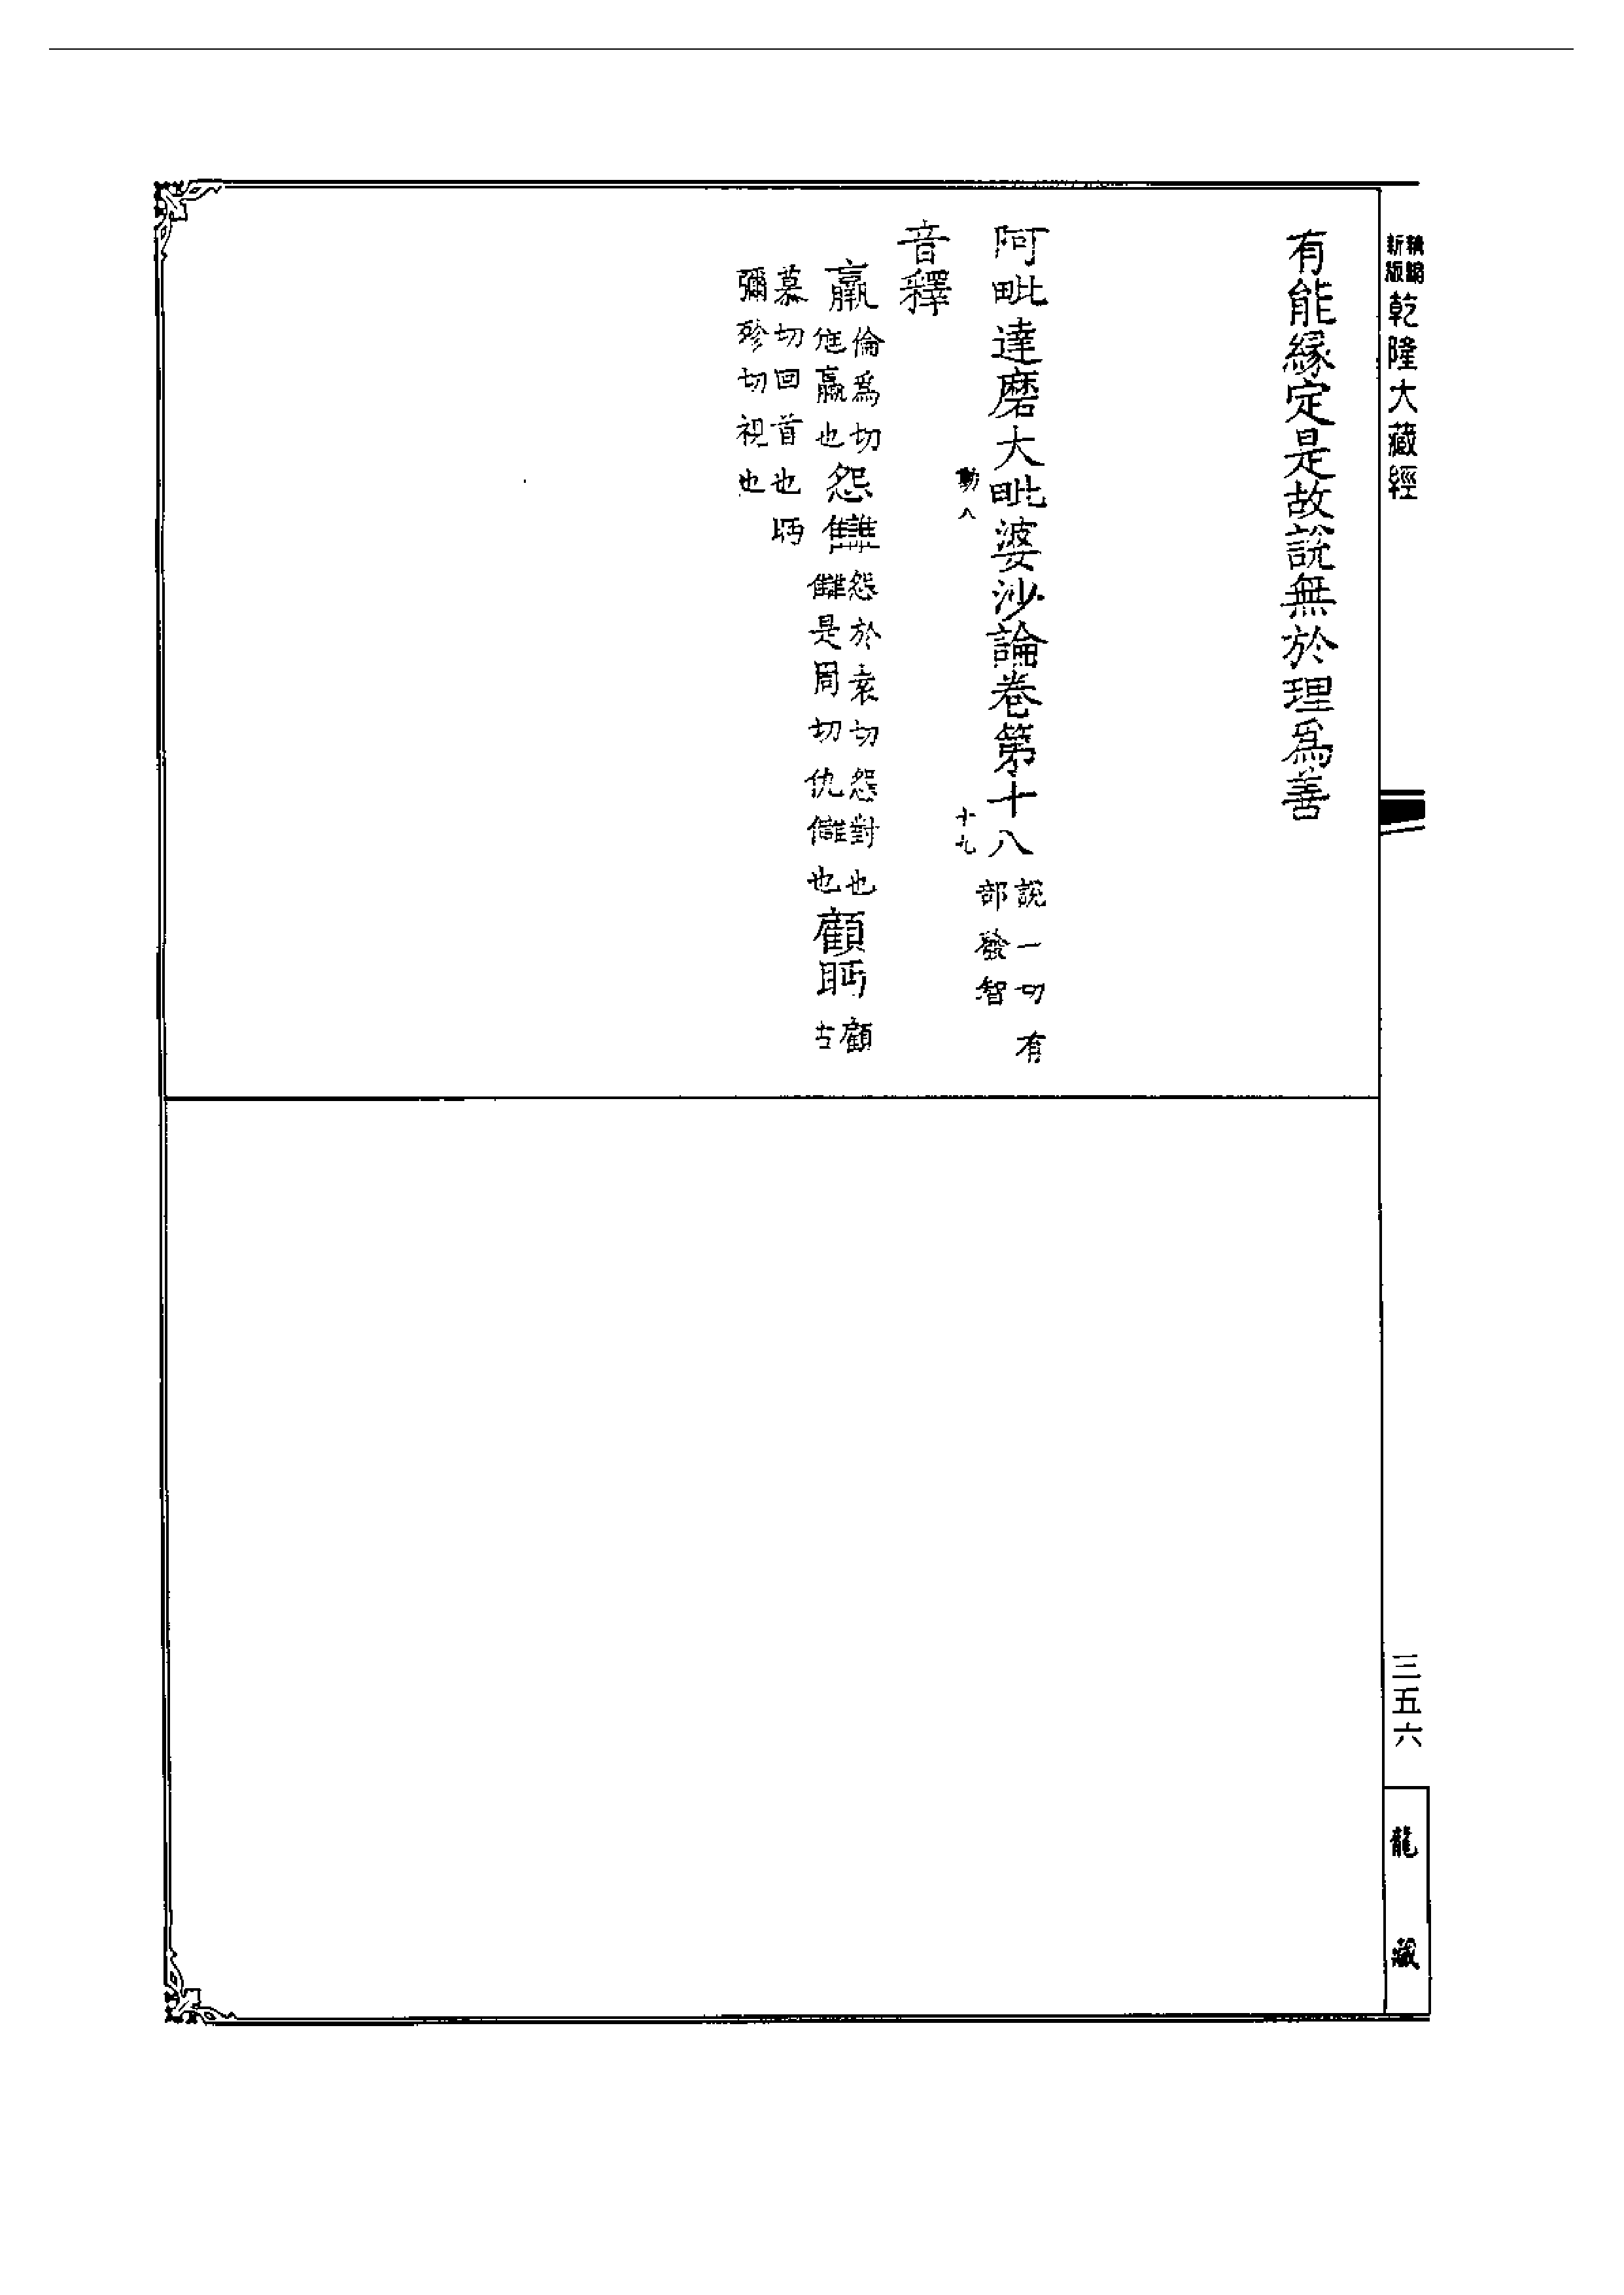 新編
新版
乾隆大藏經
有能緣定是故說無於理爲善
阿毗達磨大毗婆沙論卷第十八
說一切有
部發智
八
十九
音釋
羸
倫爲切
也
怨讎
怨於袁切怨對也
讎是周切仇讎也
顧眄
顧
古
慕切回首也眄
彌殄切視也
三五六
龍藏